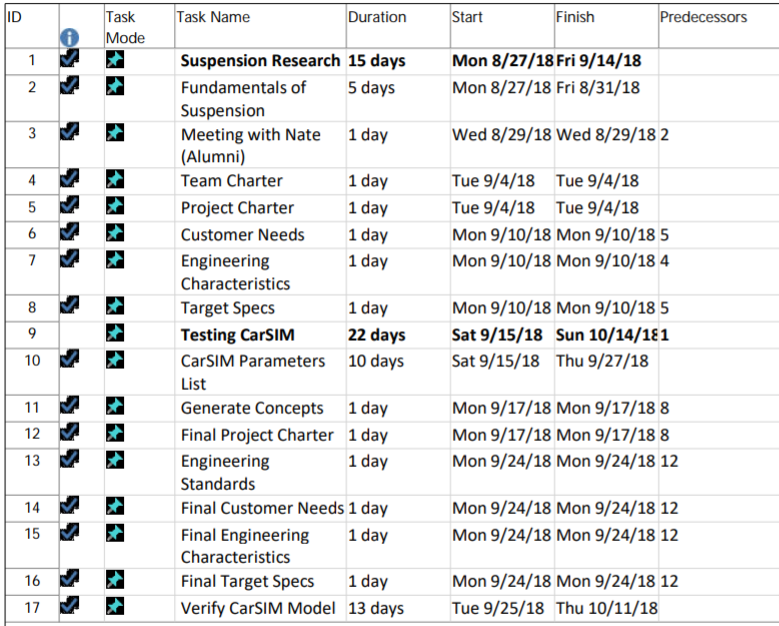 ID Task Mode Task Name Duration Start Finish Predecessors
1 Suspension Research 15 days Mon 8/27/18 Fri 9/14/18
2 Fundamentals of Suspension 5 days Mon 8/27/18 Fri 8/31/18
3 Meeting with Nate (Alumni) 1 day Wed 8/29/18 Wed 8/29/18 2
4 Team Charter 1 day Tue 9/4/18 Tue 9/4/18
5 Project Charter 1 day Tue 9/4/18 Tue 9/4/18
6 Customer Needs 1 day Mon 9/10/18 Mon 9/10/18 5
7 Engineering Characteristics 1 day Mon 9/10/18 Mon 9/10/18 4
8 Target Specs 1 day Mon 9/10/18 Mon 9/10/18 5
9 Testing CarSIM 22 days Sat 9/15/18 Sun 10/14/18 1
10 CarSIM Parameters List 10 days Sat 9/15/18 Thu 9/27/18
11 Generate Concepts 1 day Mon 9/17/18 Mon 9/17/18 8
12 Final Project Charter 1 day Mon 9/17/18 Mon 9/17/18 8
13 Engineering Standards 1 day Mon 9/24/18 Mon 9/24/18 12
14 Final Customer Needs 1 day Mon 9/24/18 Mon 9/24/18 12
15 Final Engineering Characteristics 1 day Mon 9/24/18 Mon 9/24/18 12
16 Final Target Specs 1 day Mon 9/24/18 Mon 9/24/18 12
17 Verify CarSIM Model 13 days Tue 9/25/18 Thu 10/11/18